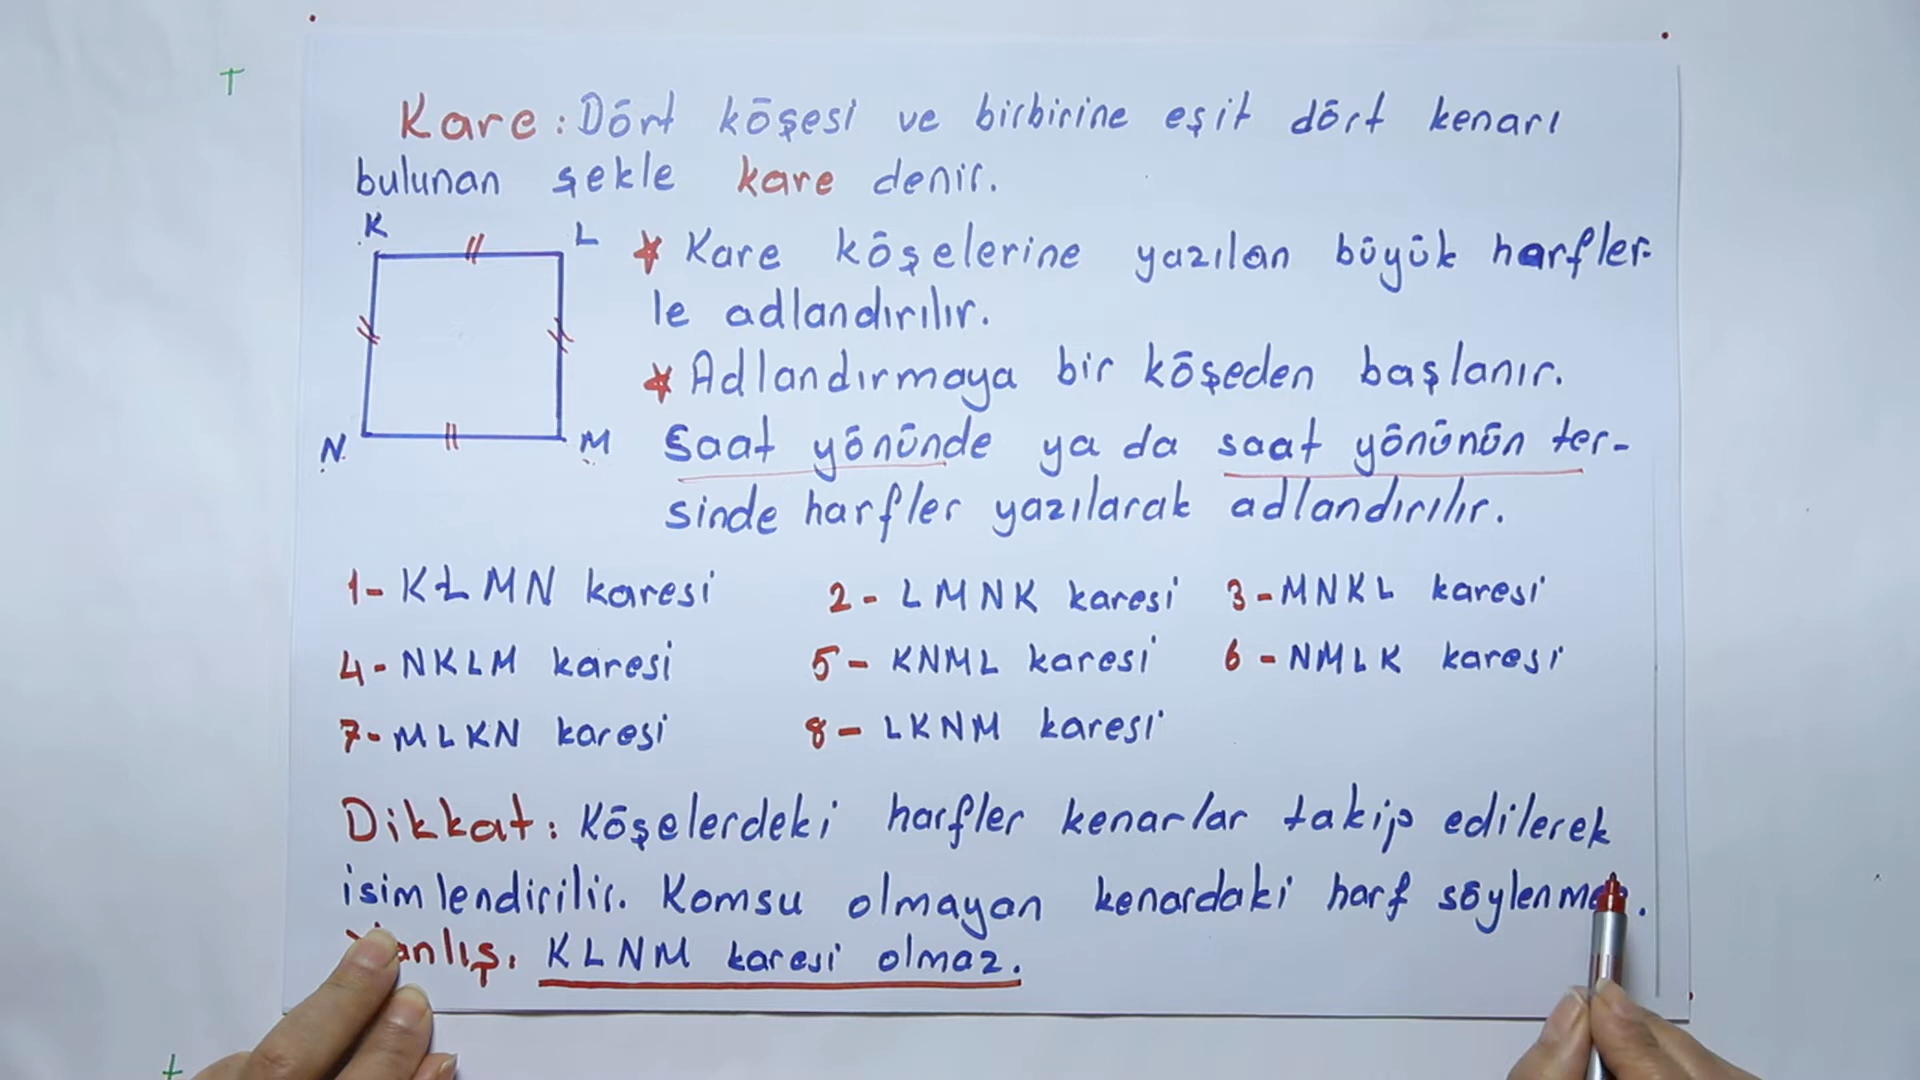 T
Kare: Dört köşesi ve birbirine eşit dört kenarı
bulunan şekle kare denir.
K
L
N
M
★ Kare köşelerine yazılan büyük harfler-
le adlandırılır.
★ Adlandırmaya bir köşeden başlanır.
Saat yönünde ya da saat yönünün ter-
sinde harfler yazılarak adlandırılır.
1- KLMN karesi 2- LMNK karesi 3- MNKL karesi
4- NKLM karesi 5- KNML karesi 6- NMLK karesi
7- MLKN karesi 8- LKNM karesi
Dikkat: Köşelerdeki harfler kenarlar takip edilerek
isimlendirilir. Komsu olmayan kenardaki harf
Yanlış: KLNM karesi olmaz.